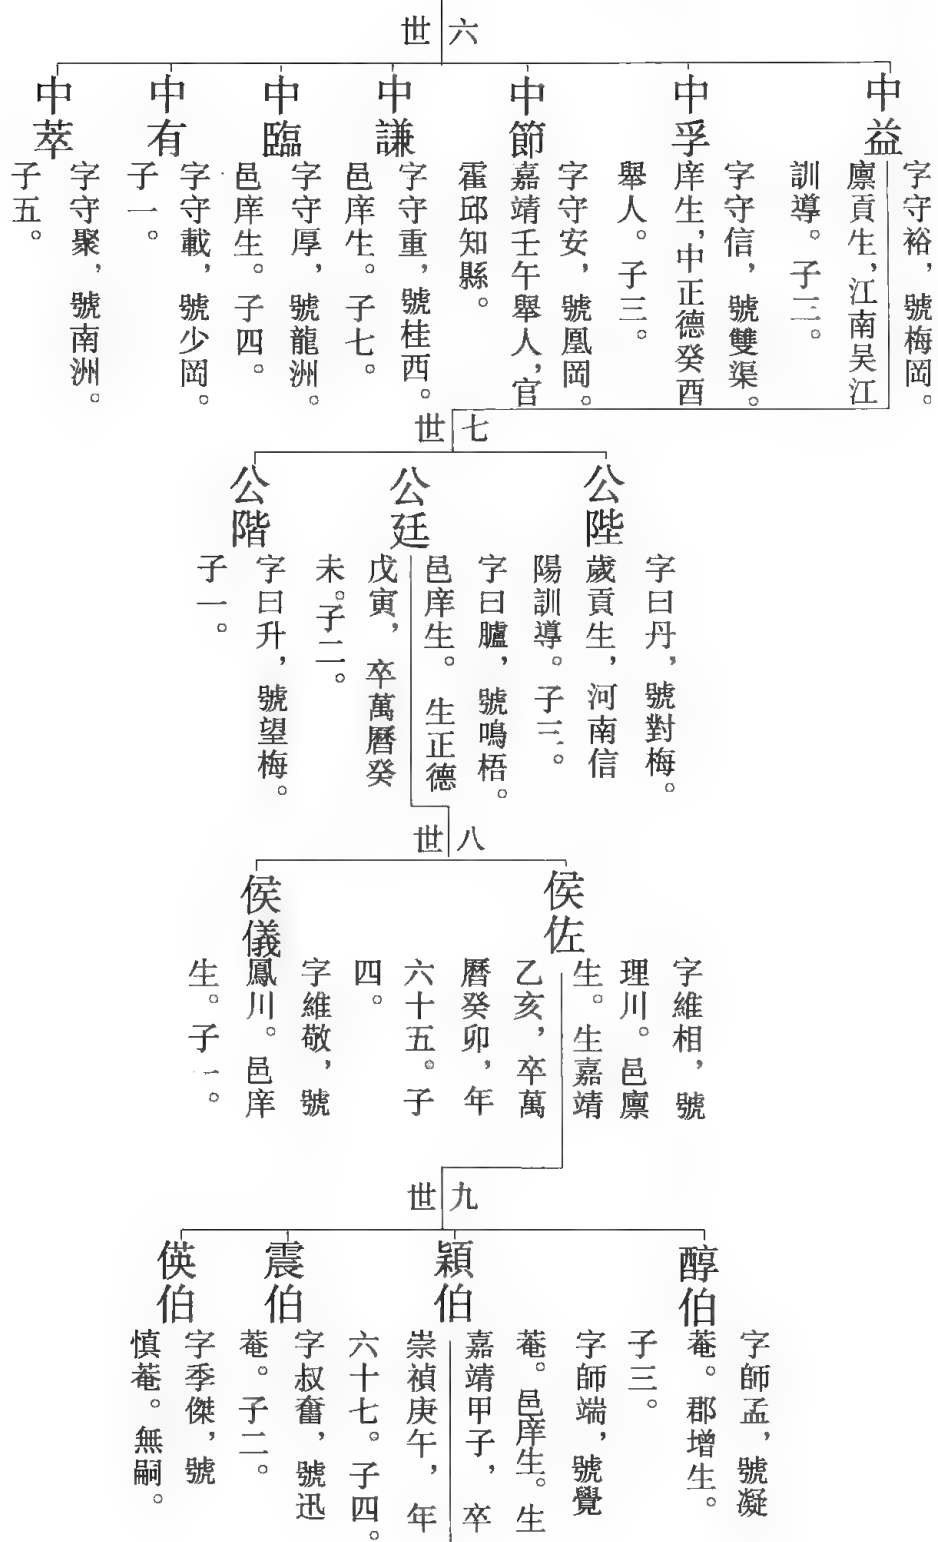 六世
中益
字守裕，號梅岡。
廪貢生，江南吴江
訓導。子三。
中孚
字守信，號雙渠。
庠生，中正德癸酉
舉人。子三。
中節
字守安，號凰岡。
嘉靖壬午舉人，官
霍邱知縣。
中謙
字守重，號桂西。
邑庠生。子七。
中臨
字守厚，號龍洲。
邑庠生。子四。
中有
字守載，號少岡。
子一。
中萃
字守聚，號南洲。
子五。
七世
公陛
字曰丹，號對梅。
歲貢生，河南信
陽訓導。子三。
公廷
字曰臚，號鳴梧。
邑庠生。生正德
戊寅，卒萬曆癸
未。子二。
公階
字曰升，號望梅。
子一。
八世
侯佐
字維相，號
理川。邑廪
生。生嘉靖
乙亥，卒萬
曆癸卯，年
六十五。子
四。
侯儀
字維敬，號
鳳川。邑庠
生。子一。
九世
醇伯
字師孟，號凝
菴。郡增生。
子三。
穎伯
字師端，號覺
菴。邑庠生。生
嘉靖甲子，卒
崇禎庚午，年
六十七。子四。
震伯
字叔奮，號迅
菴。子二。
偀伯
字季傑，號
慎菴。無嗣。